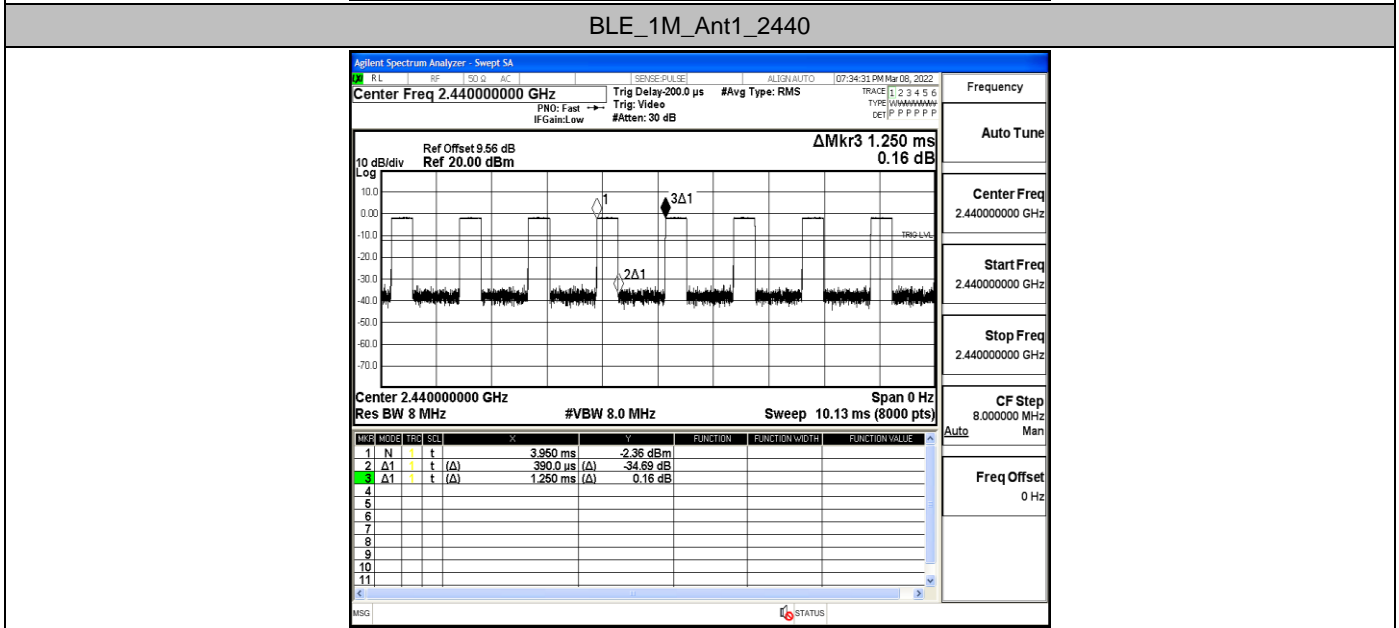 BLE_1M_Ant1_2440
Agilent Spectrum Analyzer - Swept SA
RL RF 50 Ω AC SENSE:PULSE ALIGN AUTO 07:34:31 PM Mar 08, 2022
Center Freq 2.440000000 GHz
PNO: Fast
IFGain:Low
Trig Delay-200.0 µs
Trig: Video
#Atten: 30 dB
#Avg Type: RMS
TRACE 1 2 3 4 5 6
TYPE
DET P P P P P P
ΔMkr3 1.250 ms
0.16 dB
Ref Offset 9.56 dB
10 dB/div Ref 20.00 dBm
Log
10.0
0.00
-10.0
-20.0
-30.0
-40.0
-50.0
-60.0
-70.0
1
3Δ1
2Δ1
TRIG LVL
Center 2.440000000 GHz Span 0 Hz
Res BW 8 MHz #VBW 8.0 MHz Sweep 10.13 ms (8000 pts)
MKR MODE TRC SCL X Y FUNCTION FUNCTION WIDTH FUNCTION VALUE
1 N 1 t 3.950 ms -2.36 dBm
2 Δ1 1 t (Δ) 390.0 µs (Δ) -34.69 dB
3 Δ1 1 t (Δ) 1.250 ms (Δ) 0.16 dB
4
5
6
7
8
9
10
11
MSG STATUS
Frequency
Auto Tune
Center Freq
2.440000000 GHz
Start Freq
2.440000000 GHz
Stop Freq
2.440000000 GHz
CF Step
8.000000 MHz
Auto Man
Freq Offset
0 Hz